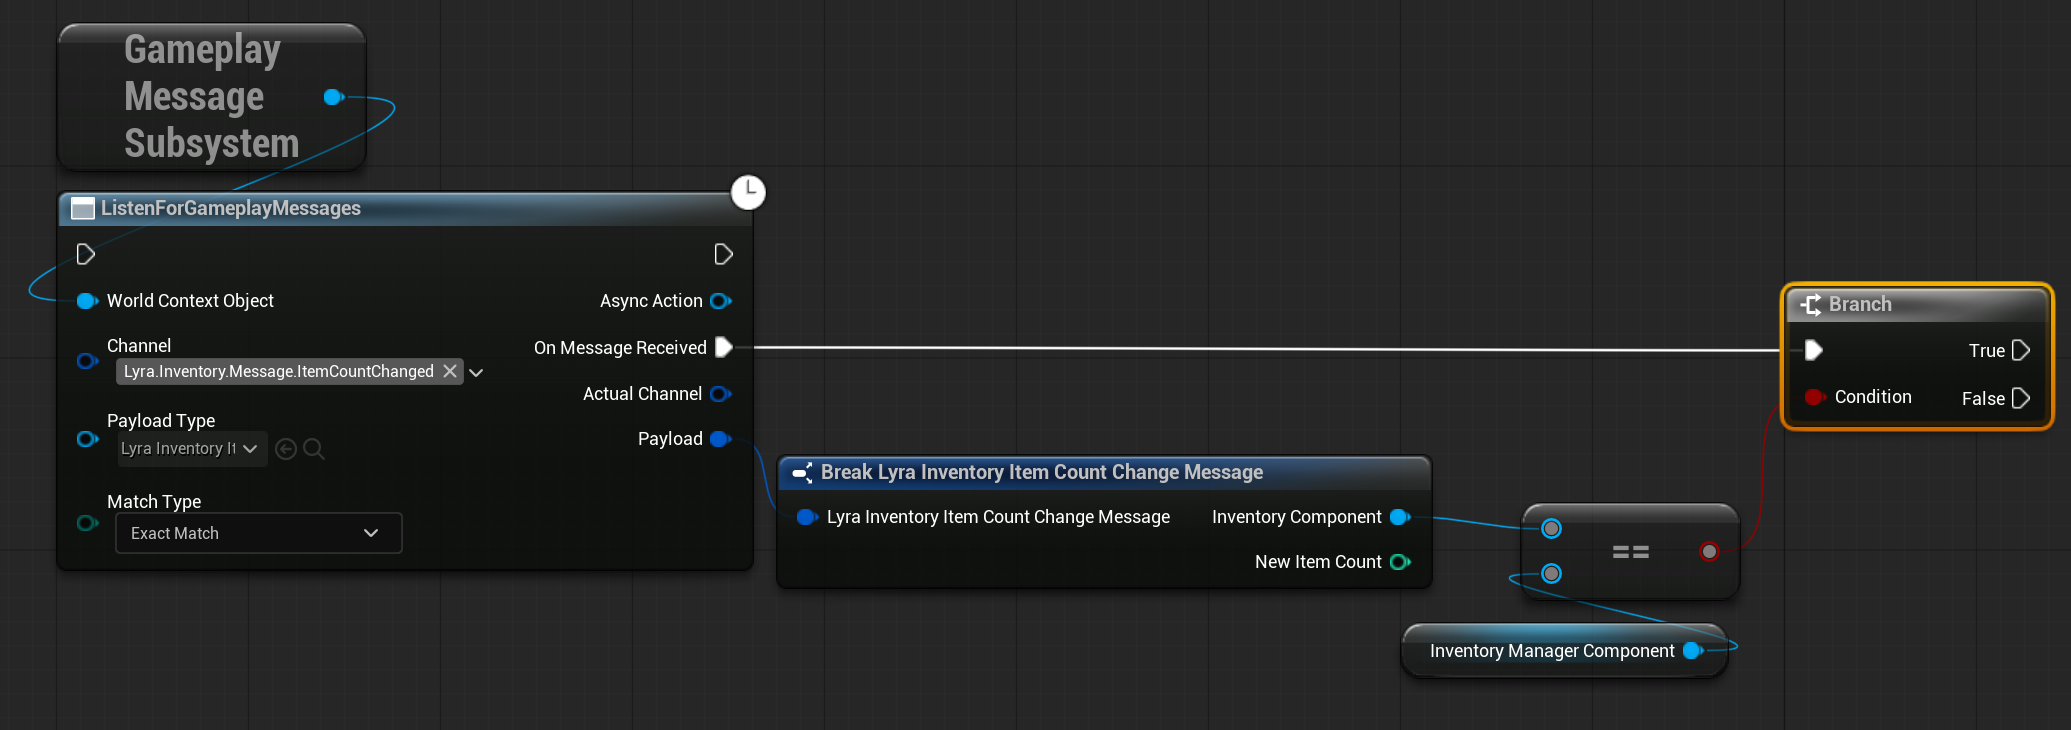 Gameplay
Message
Subsystem
ListenForGameplayMessages
World Context Object
Async Action
Channel
Lyra.Inventory.Message.ItemCountChanged
On Message Received
Actual Channel
Payload Type
Lyra Inventory It
Payload
Match Type
Exact Match
Break Lyra Inventory Item Count Change Message
Lyra Inventory Item Count Change Message
Inventory Component
New Item Count
==
Inventory Manager Component
Branch
True
Condition
False